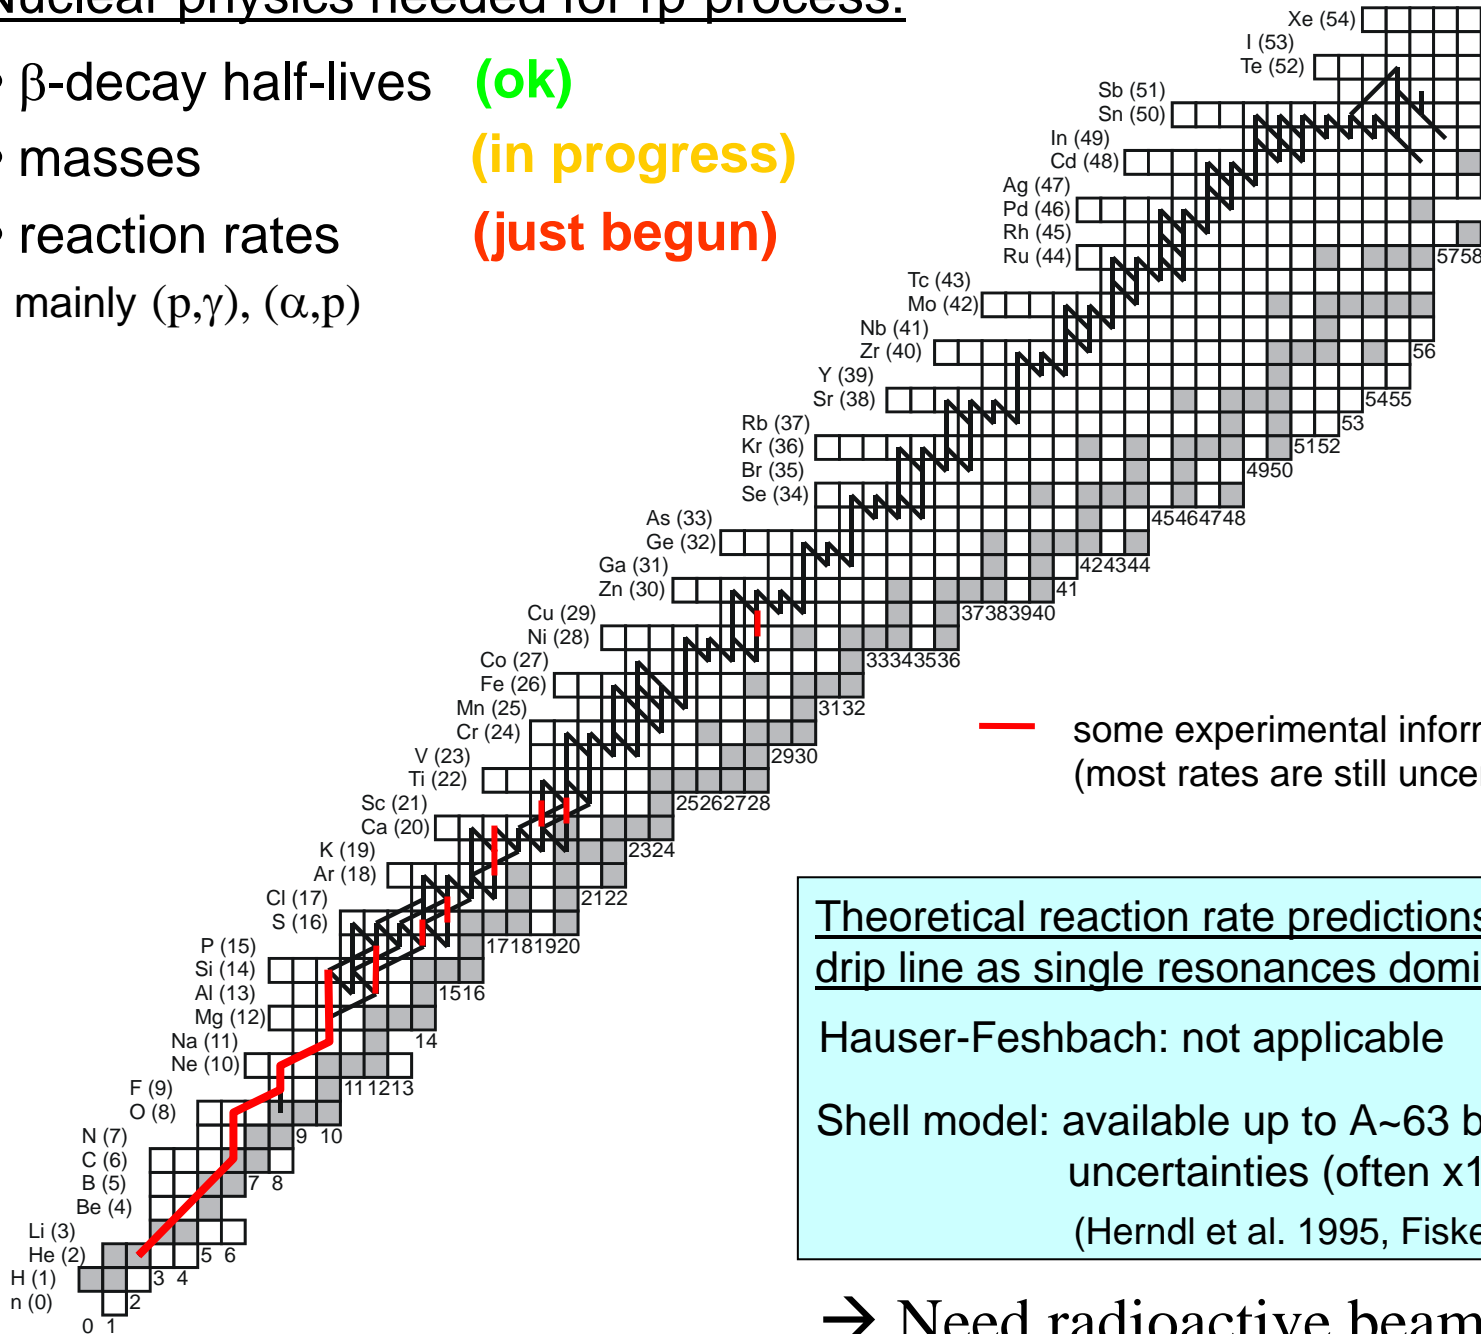 Nuclear physics needed for rp process:
• β-decay half-lives (ok)
• masses (in progress)
• reaction rates (just begun)
mainly (p,γ), (α,p)
Xe (54)
I (53)
Te (52)
Sb (51)
Sn (50)
In (49)
Cd (48)
Ag (47)
Pd (46)
Rh (45)
Ru (44)
5758
Tc (43)
Mo (42)
Nb (41)
Zr (40)
56
Y (39)
Sr (38)
5455
Rb (37)
53
Kr (36)
5152
Br (35)
4950
Se (34)
As (33)
45464748
Ge (32)
Ga (31)
424344
Zn (30)
41
Cu (29)
37383940
Ni (28)
Co (27)
33343536
Fe (26)
Mn (25)
3132
Cr (24)
V (23)
2930
Ti (22)
Sc (21)
25262728
Ca (20)
K (19)
2324
Ar (18)
Cl (17)
2122
S (16)
P (15)
17181920
Si (14)
Al (13)
1516
Mg (12)
Na (11)
14
Ne (10)
F (9)
111213
O (8)
N (7)
9 10
C (6)
B (5)
7 8
Be (4)
Li (3)
He (2)
5 6
H (1)
3 4
n (0)
2
0 1
some experimental
(most rates are still
Theoretical reaction rate predictions
drip line as single resonances
Hauser-Feshbach: not applicable
Shell model: available up to A~63
uncertainties (often
(Herndl et al. 1995,
→ Need radioactive beam